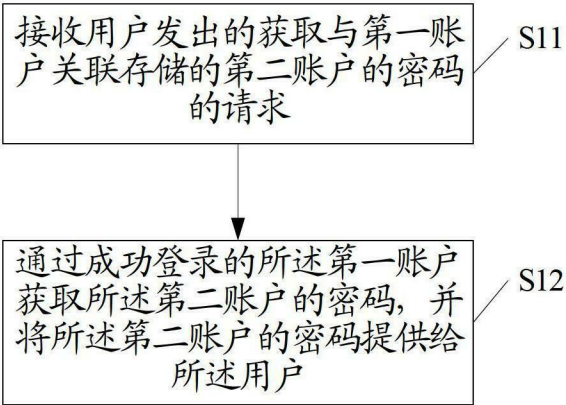 接收用户发出的获取与第一账
户关联存储的第二账户的密码
的请求
S11
通过成功登录的所述第一账户
获取所述第二账户的密码，并
将所述第二账户的密码提供给
所述用户
S12